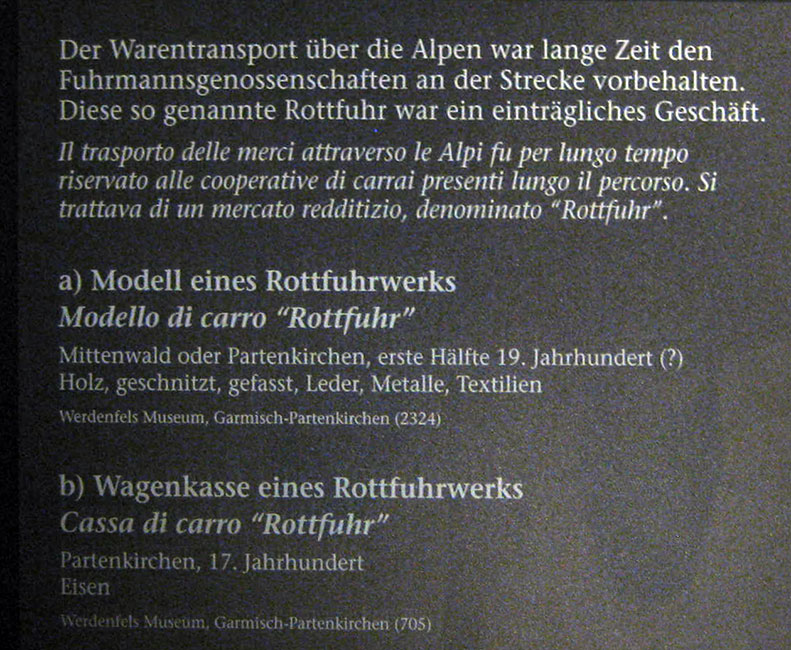 Der Warentransport über die Alpen war lange Zeit den
Fuhrmannsgenossenschaften an der Strecke vorbehalten.
Diese so genannte Rottfuhr war ein einträgliches Geschäft.
Il trasporto delle merci attraverso le Alpi fu per lungo tempo
riservato alle cooperative di carrai presenti lungo il percorso. Si
trattava di un mercato redditizio, denominato “Rottfuhr”.
a) Modell eines Rottfuhrwerks
Modello di carro “Rottfuhr”
Mittenwald oder Partenkirchen, erste Hälfte 19. Jahrhundert (?)
Holz, geschnitzt, gefasst, Leder, Metalle, Textilien
Werdenfels Museum, Garmisch-Partenkirchen (2324)
b) Wagenkasse eines Rottfuhrwerks
Cassa di carro “Rottfuhr”
Partenkirchen, 17. Jahrhundert
Eisen
Werdenfels Museum, Garmisch-Partenkirchen (705)